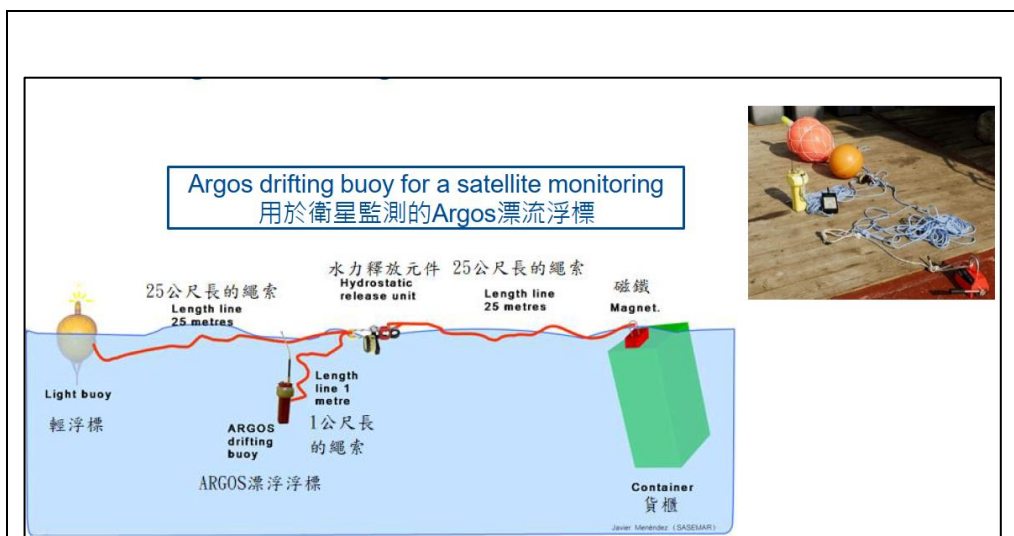 Argos drifting buoy for a satellite monitoring
用於衛星監測的Argos漂流浮標
25公尺長的繩索
Length line
25 metres
水力釋放元件
Hydrostatic
release unit
25公尺長的繩索
Length line
25 metres
磁鐵
Magnet.
Light buoy
輕浮標
ARGOS
drifting
buoy
ARGOS漂浮浮標
Length
line 1
metre
1公尺長
的繩索
Container
貨櫃
Javier Menéndez (SASEMAR)